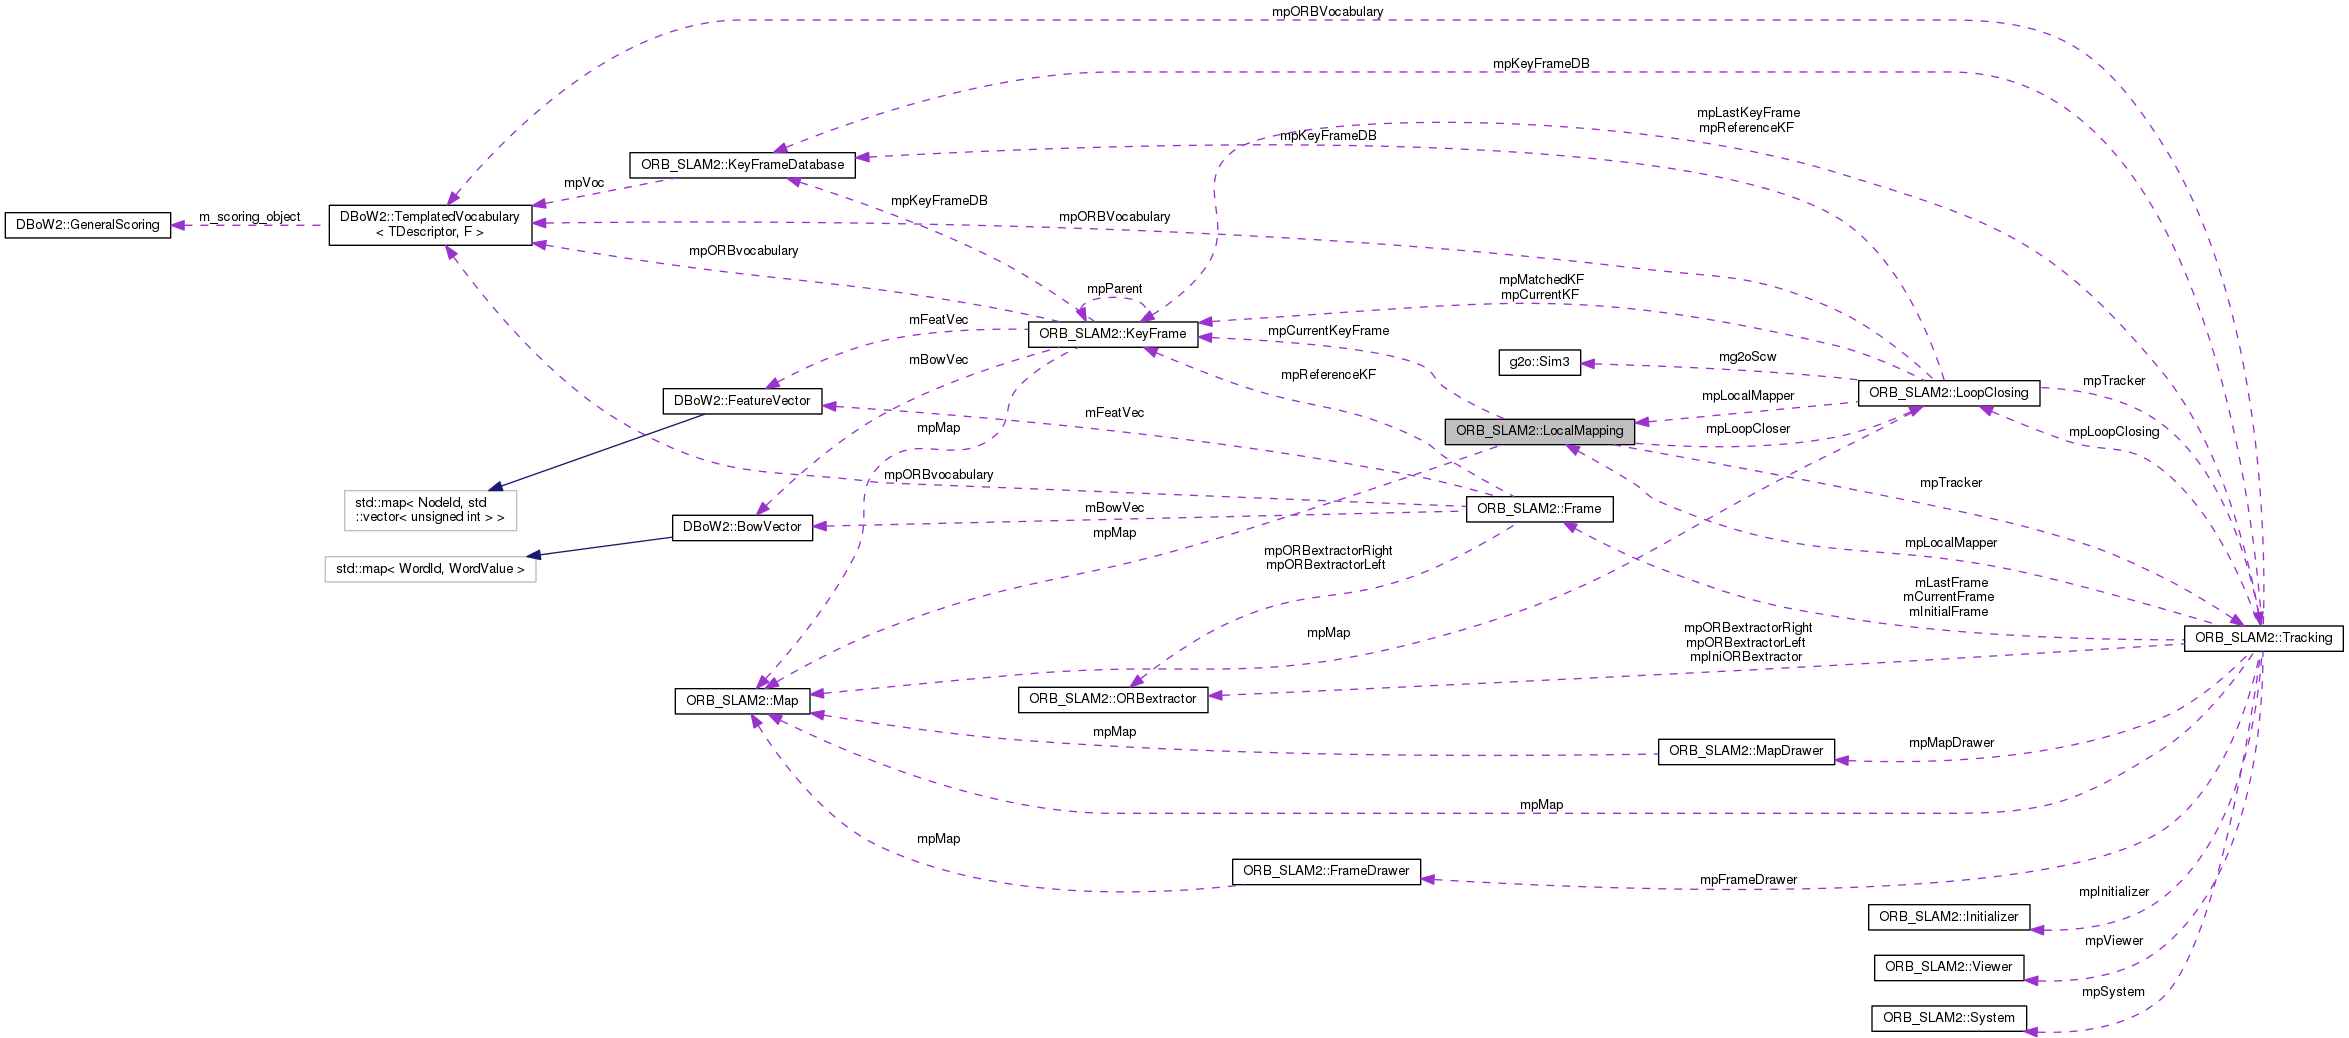 mpORBVocabulary
mpKeyFrameDB
mpLastKeyFrame
mpReferenceKF
mpKeyFrameDB
ORB_SLAM2::KeyFrameDatabase
mpVoc
mpKeyFrameDB
DBoW2::GeneralScoring
m_scoring_object
DBoW2::TemplatedVocabulary
< TDescriptor, F >
mpORBVocabulary
mpORBvocabulary
mpParent
mpMatchedKF
mpCurrentKF
mFeatVec
ORB_SLAM2::KeyFrame
mpCurrentKeyFrame
mBowVec
g2o::Sim3
mg2oScw
mpReferenceKF
mpTracker
ORB_SLAM2::LoopClosing
mpLocalMapper
DBoW2::FeatureVector
mFeatVec
mpMap
ORB_SLAM2::LocalMapping
mpLoopCloser
mpLoopClosing
mpORBvocabulary
mpTracker
std::map< NodeId, std
::vector< unsigned int > >
mBowVec
ORB_SLAM2::Frame
DBoW2::BowVector
mpMap
mpLocalMapper
mpORBextractorRight
mpORBextractorLeft
std::map< WordId, WordValue >
mLastFrame
mCurrentFrame
mInitialFrame
mpMap
mpORBextractorRight
mpORBextractorLeft
mpIniORBextractor
ORB_SLAM2::Tracking
ORB_SLAM2::Map
ORB_SLAM2::ORBextractor
mpMap
ORB_SLAM2::MapDrawer
mpMapDrawer
mpMap
mpMap
ORB_SLAM2::FrameDrawer
mpFrameDrawer
mpInitializer
ORB_SLAM2::Initializer
mpViewer
ORB_SLAM2::Viewer
mpSystem
ORB_SLAM2::System